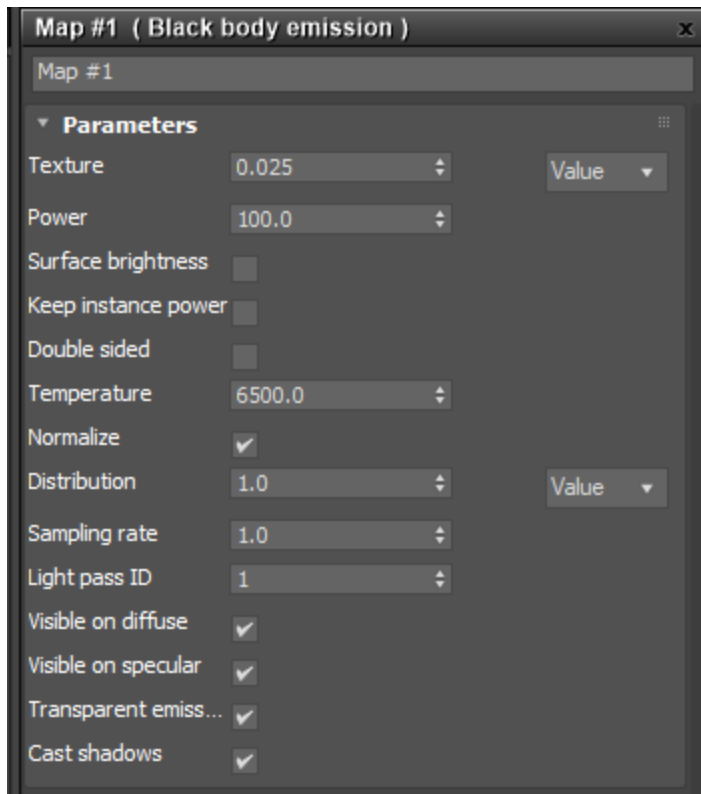 Map #1 ( Black body emission )
x
Map #1
Parameters
Texture 0.025 Value
Power 100.0
Surface brightness
Keep instance power
Double sided
Temperature 6500.0
Normalize
Distribution 1.0 Value
Sampling rate 1.0
Light pass ID 1
Visible on diffuse
Visible on specular
Transparent emiss...
Cast shadows